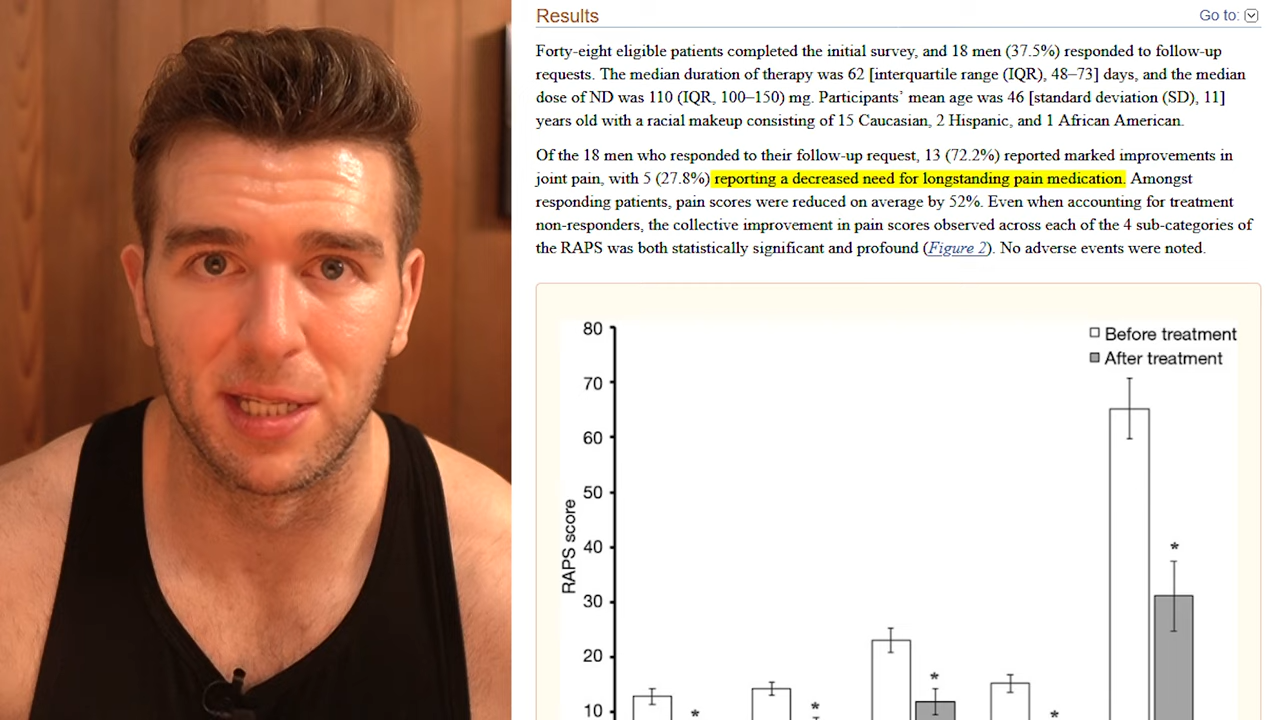 Results
Go to:
Forty-eight eligible patients completed the initial survey, and 18 men (37.5%) responded to follow-up
requests. The median duration of therapy was 62 [interquartile range (IQR), 48–73] days, and the median
dose of ND was 110 (IQR, 100–150) mg. Participants’ mean age was 46 [standard deviation (SD), 11]
years old with a racial makeup consisting of 15 Caucasian, 2 Hispanic, and 1 African American.
Of the 18 men who responded to their follow-up request, 13 (72.2%) reported marked improvements in
joint pain, with 5 (27.8%) reporting a decreased need for longstanding pain medication. Amongst
responding patients, pain scores were reduced on average by 52%. Even when accounting for treatment
non-responders, the collective improvement in pain scores observed across each of the 4 sub-categories of
the RAPS was both statistically significant and profound (Figure 2). No adverse events were noted.
Before treatment
After treatment
RAPS score
80
70
60
50
40
30
20
10
*
*
*
*
*